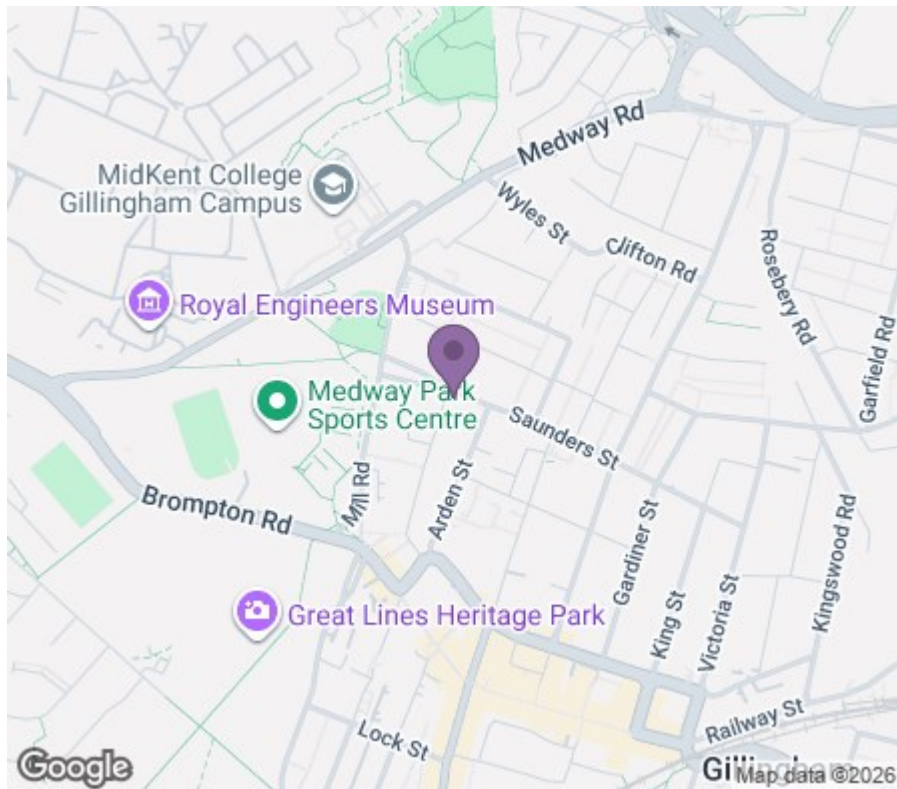 Medway Rd
MidKent College
Gillingham Campus
Wyles St
Clifton Rd
Rosebery Rd
Royal Engineers Museum
Garfield Rd
Medway Park
Sports Centre
Saunders St
Mill Rd
Arden St
Brompton Rd
Gardiner St
Kingswood Rd
King St
Victoria St
Great Lines Heritage Park
Railway St
Lock St
Google
Gillingham
Map data ©2026